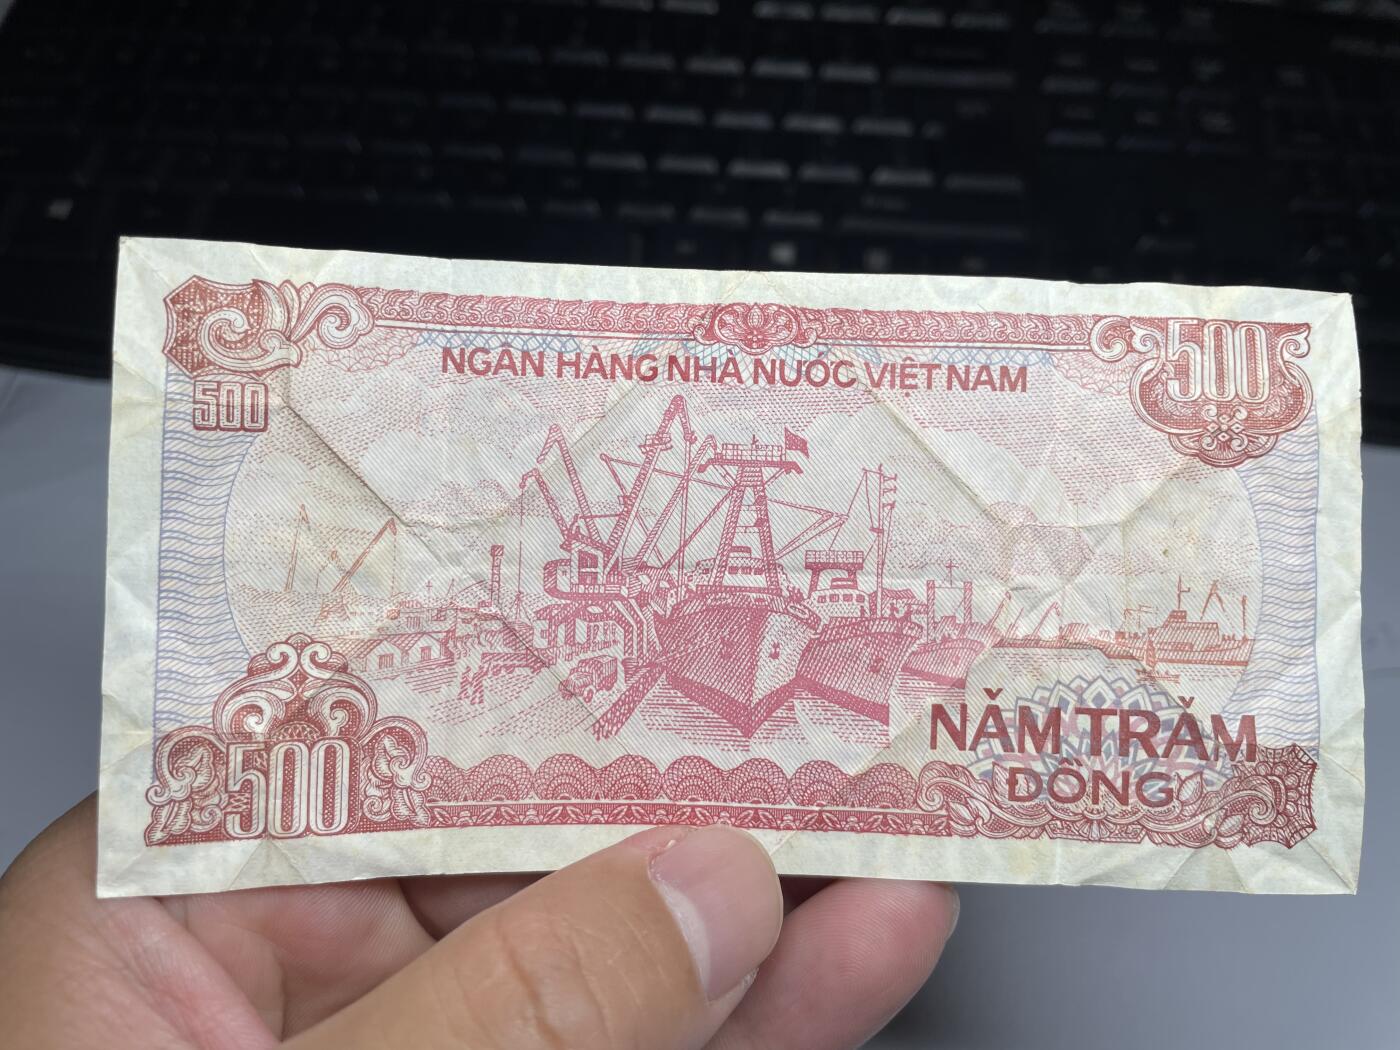 NGÂN HÀNG NHÀ NƯỚC VIỆT NAM
500
500
500
NĂM TRĂM
ĐỒNG